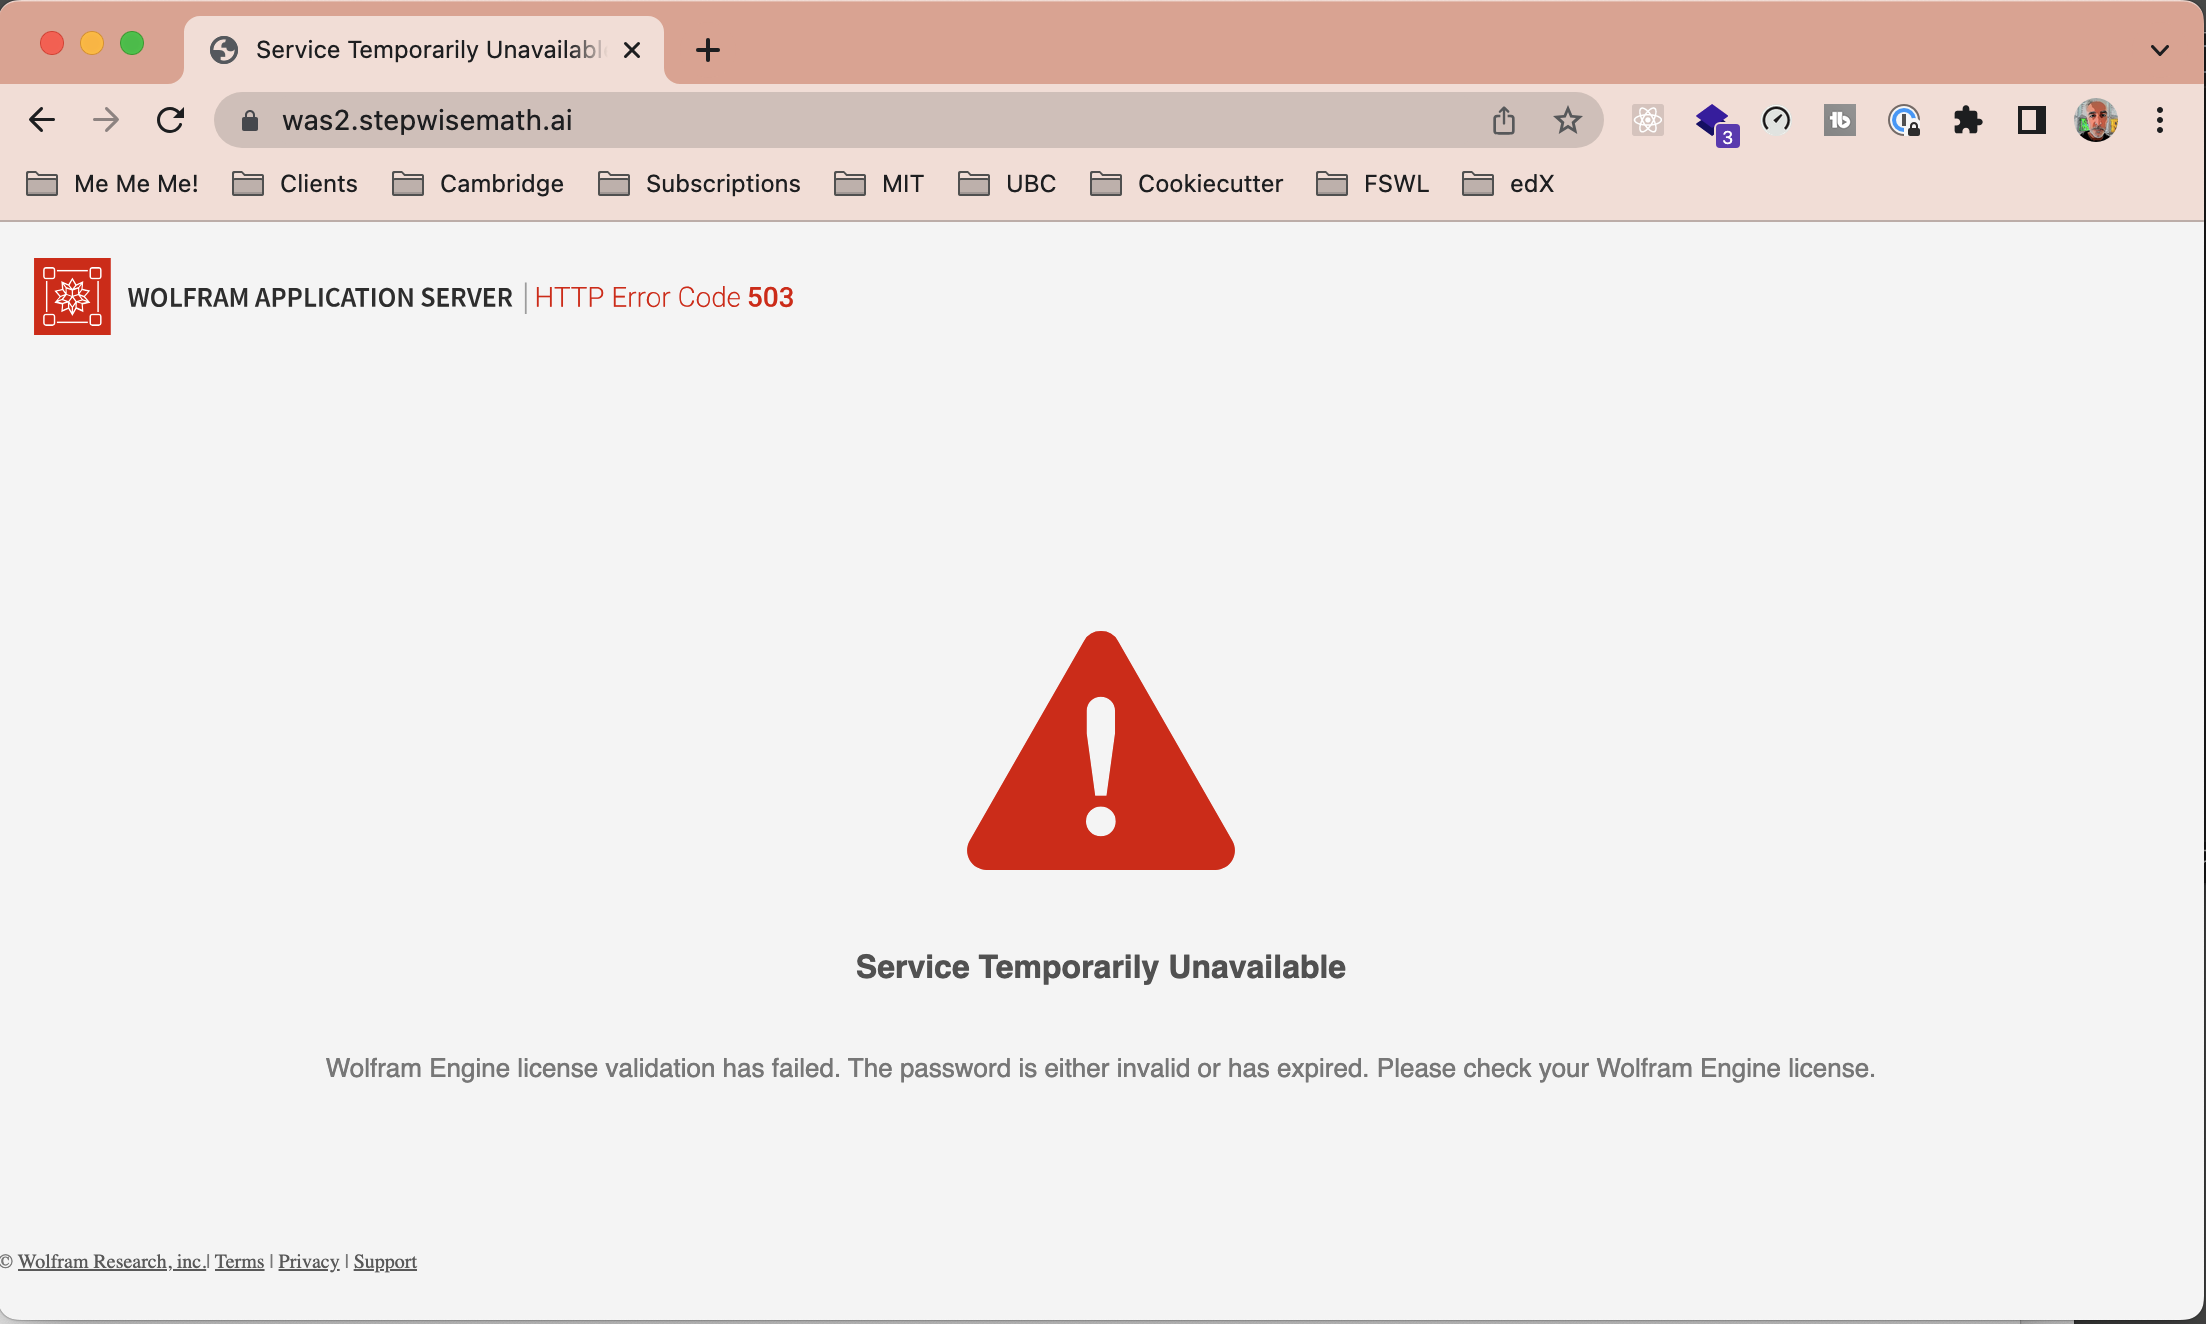 Service Temporarily Unavailabl
was2.stepwisemath.ai
3
tb
Me Me Me! Clients Cambridge Subscriptions MIT UBC Cookiecutter FSWL edX
WOLFRAM APPLICATION SERVER | HTTP Error Code 503
Service Temporarily Unavailable
Wolfram Engine license validation has failed. The password is either invalid or has expired. Please check your Wolfram Engine license.
© Wolfram Research, inc.| Terms | Privacy | Support